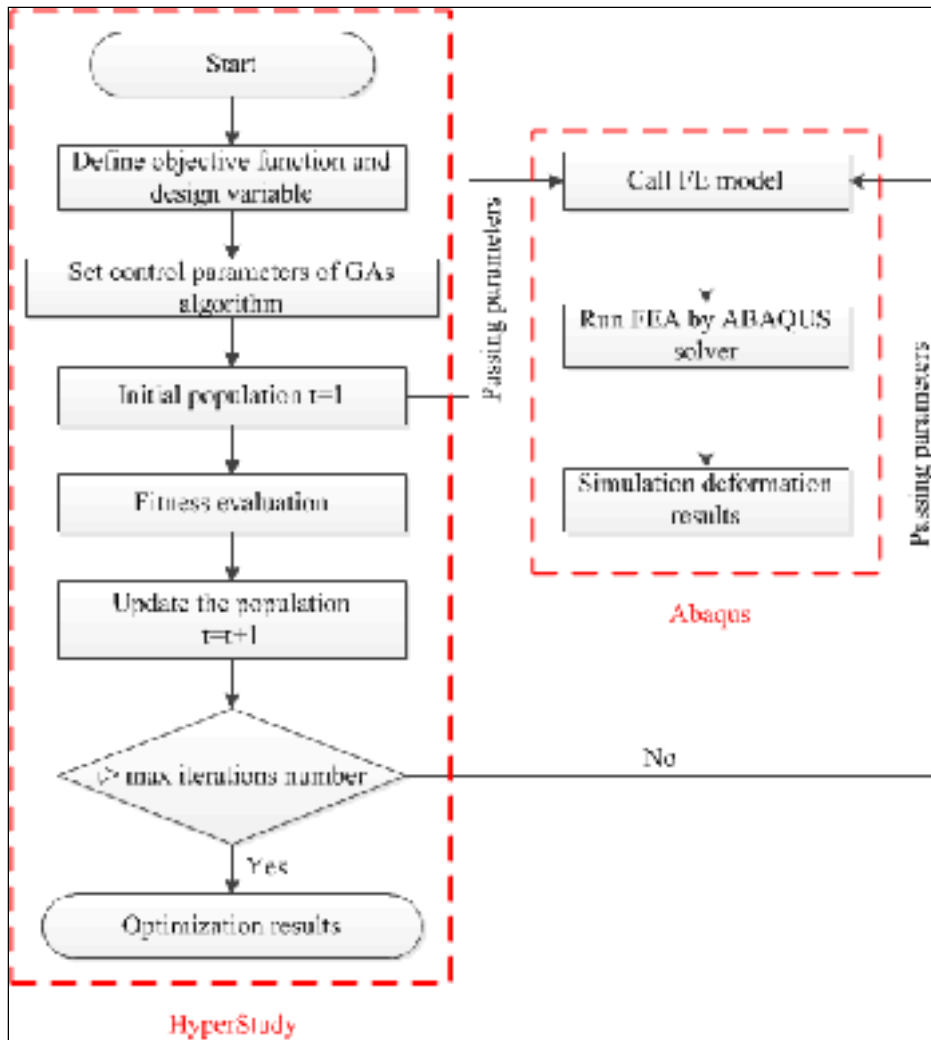 Start
Define objective function and
design variable
Set control parameters of GAs
algorithm
Initial population t=1
Fitness evaluation
Update the population
t=t+1
t> max iterations number
Yes
Optimization results
HyperStudy
Passing parameters
Call FE model
Run FEA by ABAQUS
solver
Simulation deformation
results
Abaqus
Passing parameters
No